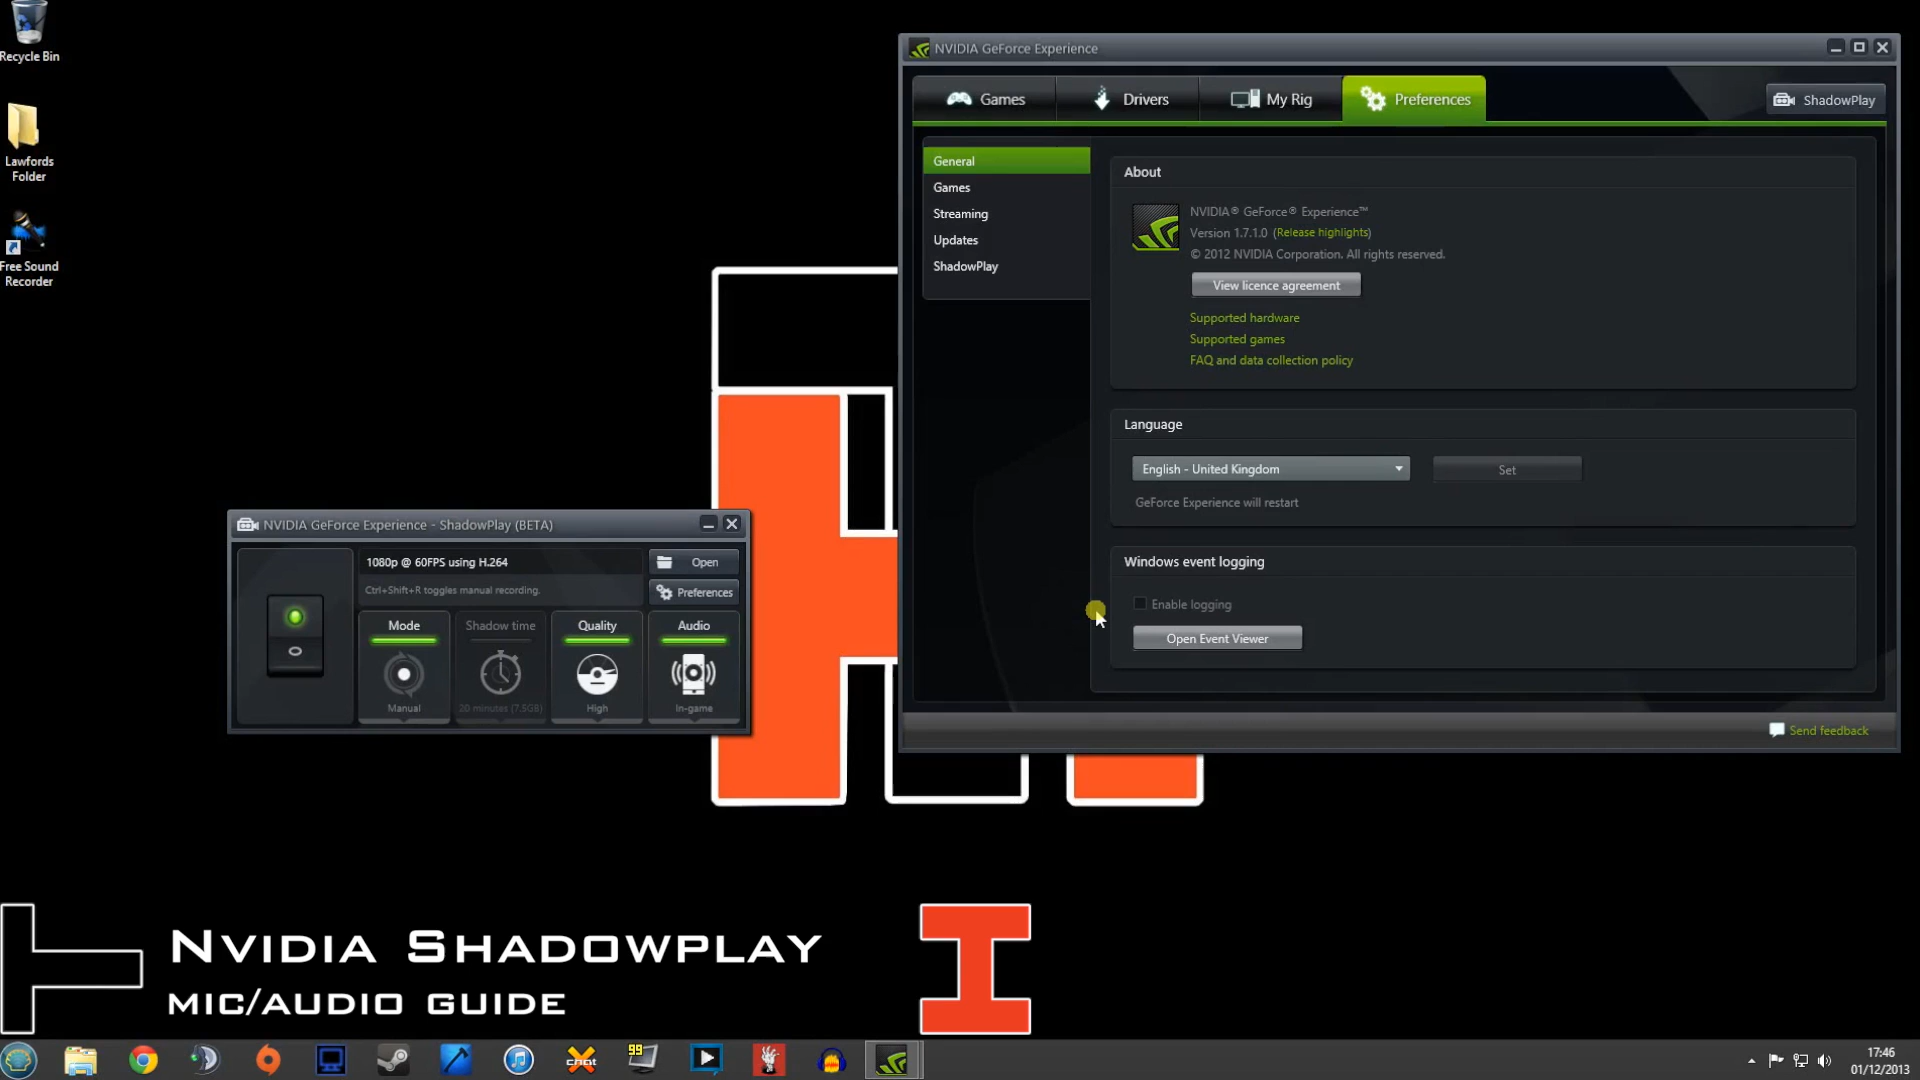 Recycle Bin
Lawfords
Folder
Free Sound
Recorder
NVIDIA GeForce Experience
Games
Drivers
My Rig
Preferences
ShadowPlay
General
Games
Streaming
Updates
ShadowPlay
About
NVIDIA® GeForce® Experience™
Version 1.7.1.0 (Release highlights)
© 2012 NVIDIA Corporation. All rights reserved.
View licence agreement
Supported hardware
Supported games
FAQ and data collection policy
Language
English - United Kingdom
Set
GeForce Experience will restart
Windows event logging
Enable logging
Open Event Viewer
Send feedback
NVIDIA GeForce Experience - ShadowPlay (BETA)
1080p @ 60FPS using H.264
Open
Ctrl+Shift+R toggles manual recording.
Preferences
Mode
Shadow time
Quality
Audio
Manual
20 minutes (7.5GB)
High
In-game
NVIDIA SHADOWPLAY
MIC/AUDIO GUIDE
99
17:46
01/12/2013